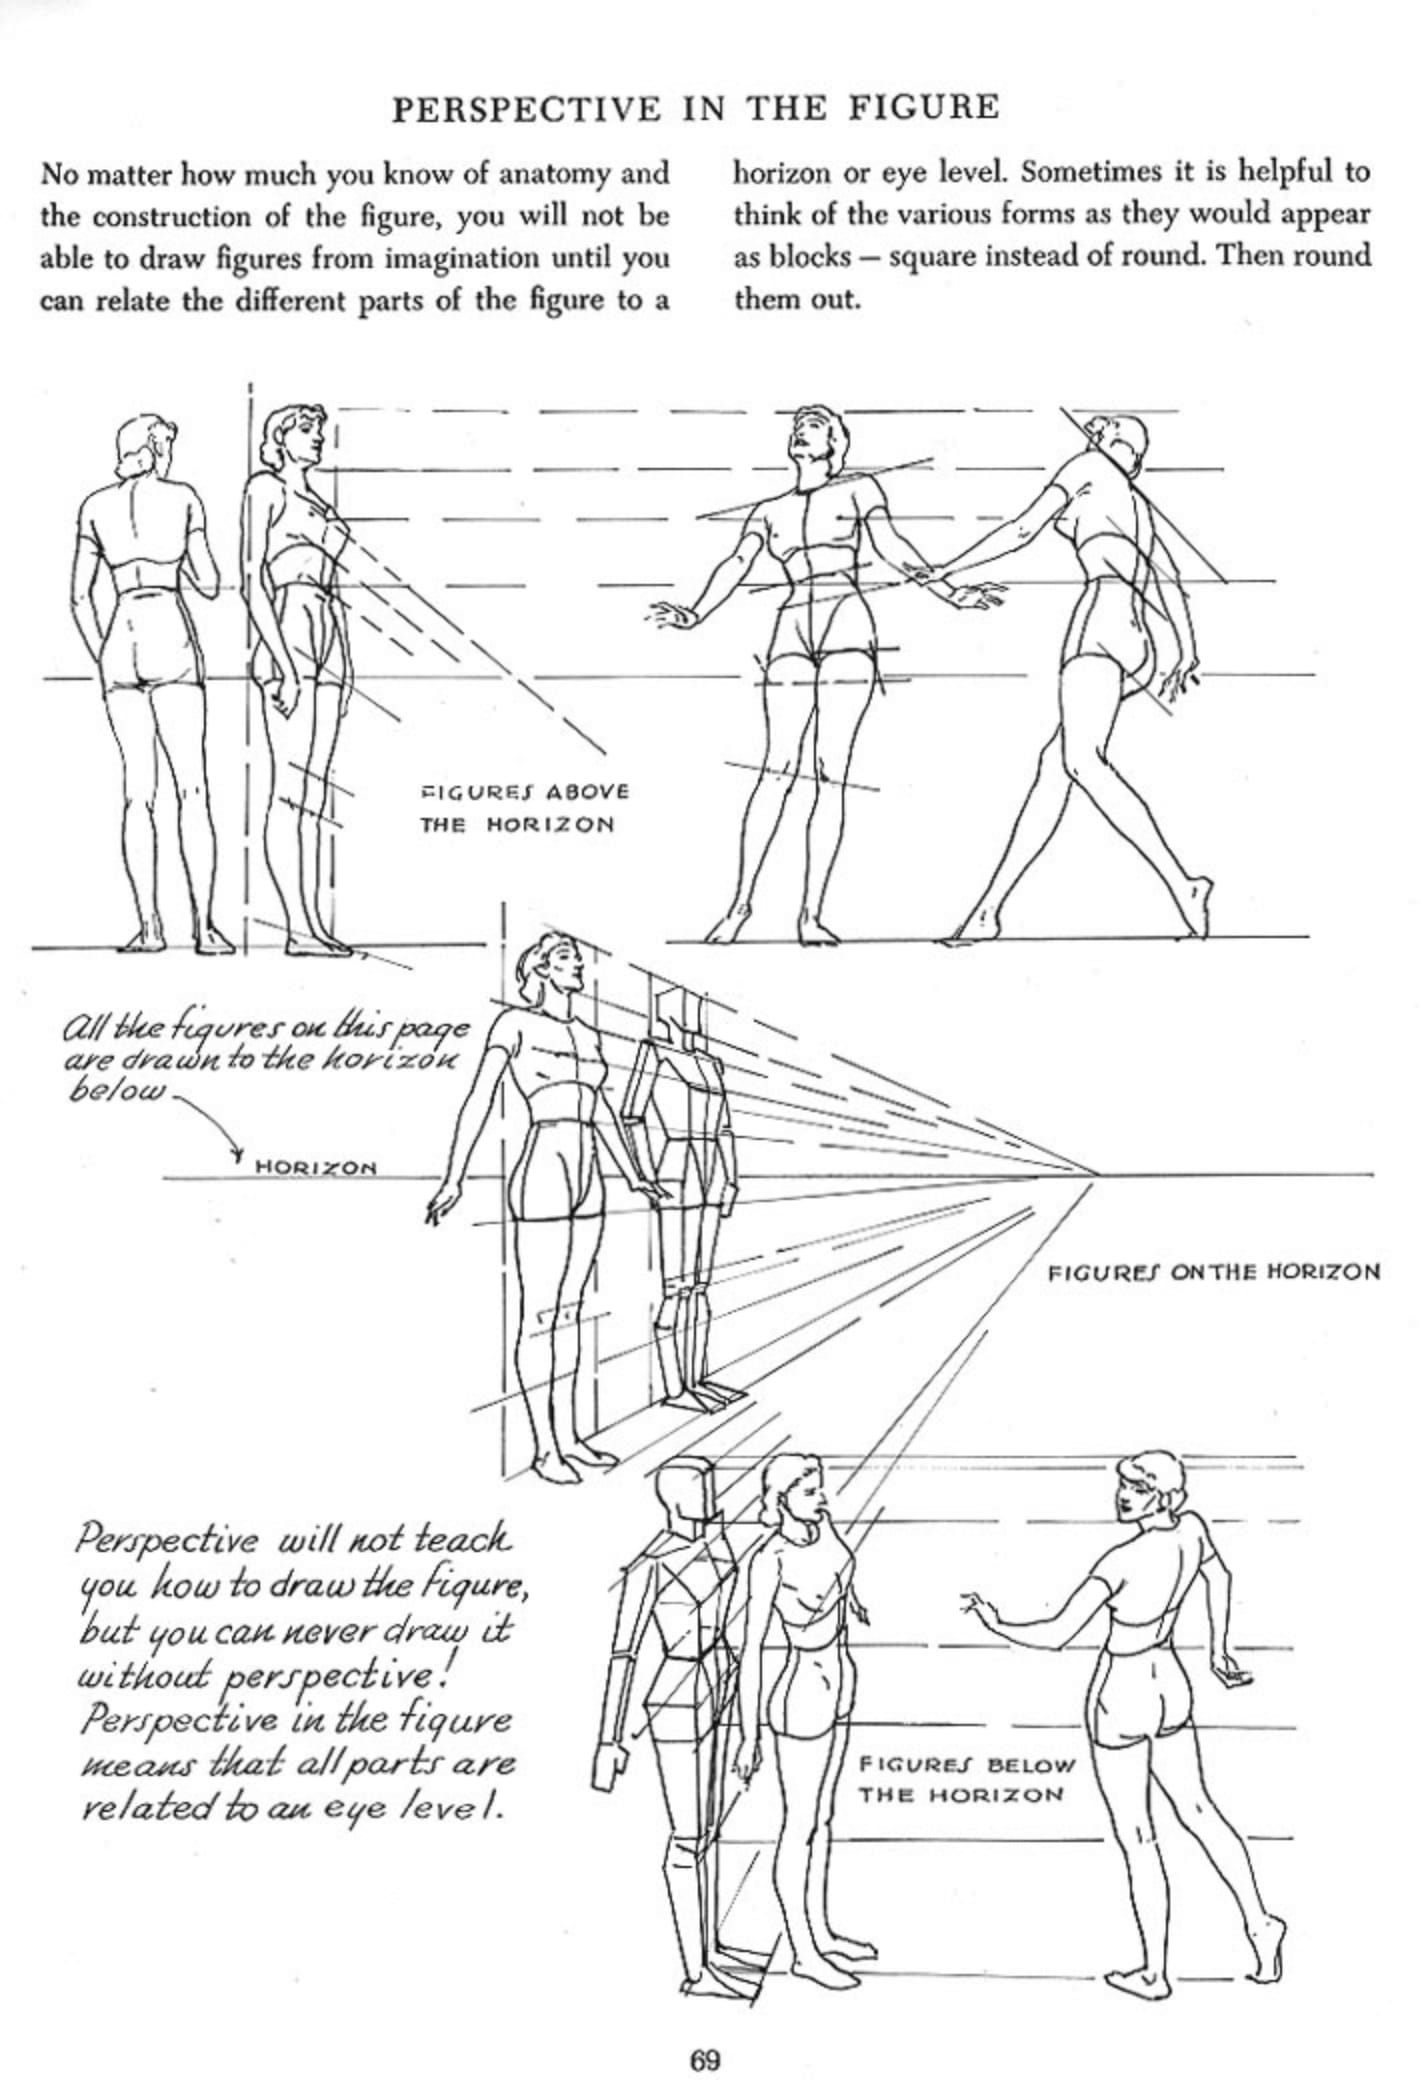 PERSPECTIVE IN THE FIGURE
No matter how much you know of anatomy and
the construction of the figure, you will not be
able to draw figures from imagination until you
can relate the different parts of the figure to a
horizon or eye level. Sometimes it is helpful to
think of the various forms as they would appear
as blocks — square instead of round. Then round
them out.
FIGURES ABOVE
THE HORIZON
All the figures on this page
are drawn to the horizon
below
HORIZON
FIGURES ON THE HORIZON
Perspective will not teach
you how to draw the figure,
but you can never draw it
without perspective!
Perspective in the figure
means that all parts are
related to an eye level.
FIGURES BELOW
THE HORIZON
69